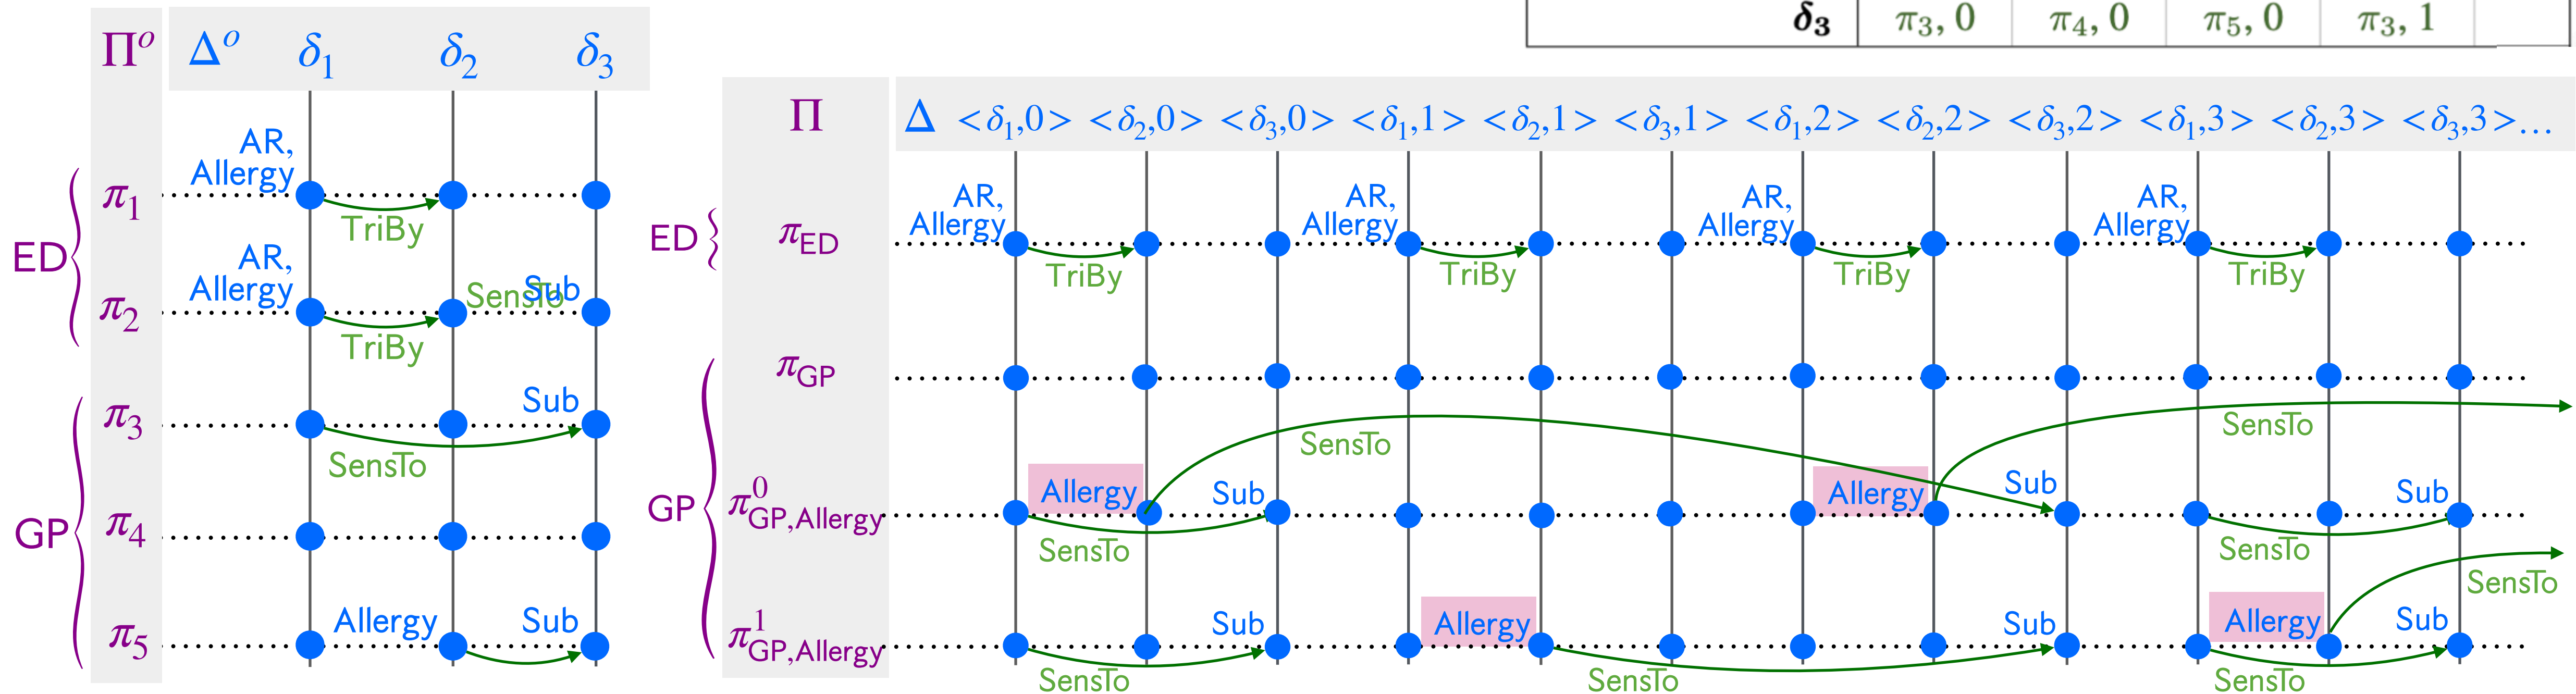 δ₃ π₃, 0 π₄, 0 π₅, 0 π₃, 1
Πᵒ Δᵒ δ₁ δ₂ δ₃
AR,
Allergy
π₁
TriBy
ED
AR,
Allergy SensTo Sub
π₂
TriBy
Sub
π₃
SensTo
GP
π₄
Allergy Sub
π₅
Π Δ <δ₁,0> <δ₂,0> <δ₃,0> <δ₁,1> <δ₂,1> <δ₃,1> <δ₁,2> <δ₂,2> <δ₃,2> <δ₁,3> <δ₂,3> <δ₃,3>...
AR, AR, AR, AR,
Allergy Allergy Allergy Allergy
ED π_ED
TriBy TriBy TriBy TriBy
π_GP
SensTo SensTo
Allergy Sub Allergy Sub Sub
GP π⁰_GP,Allergy
SensTo SensTo
SensTo
Sub Allergy Sub Allergy Sub
π¹_GP,Allergy
SensTo SensTo SensTo